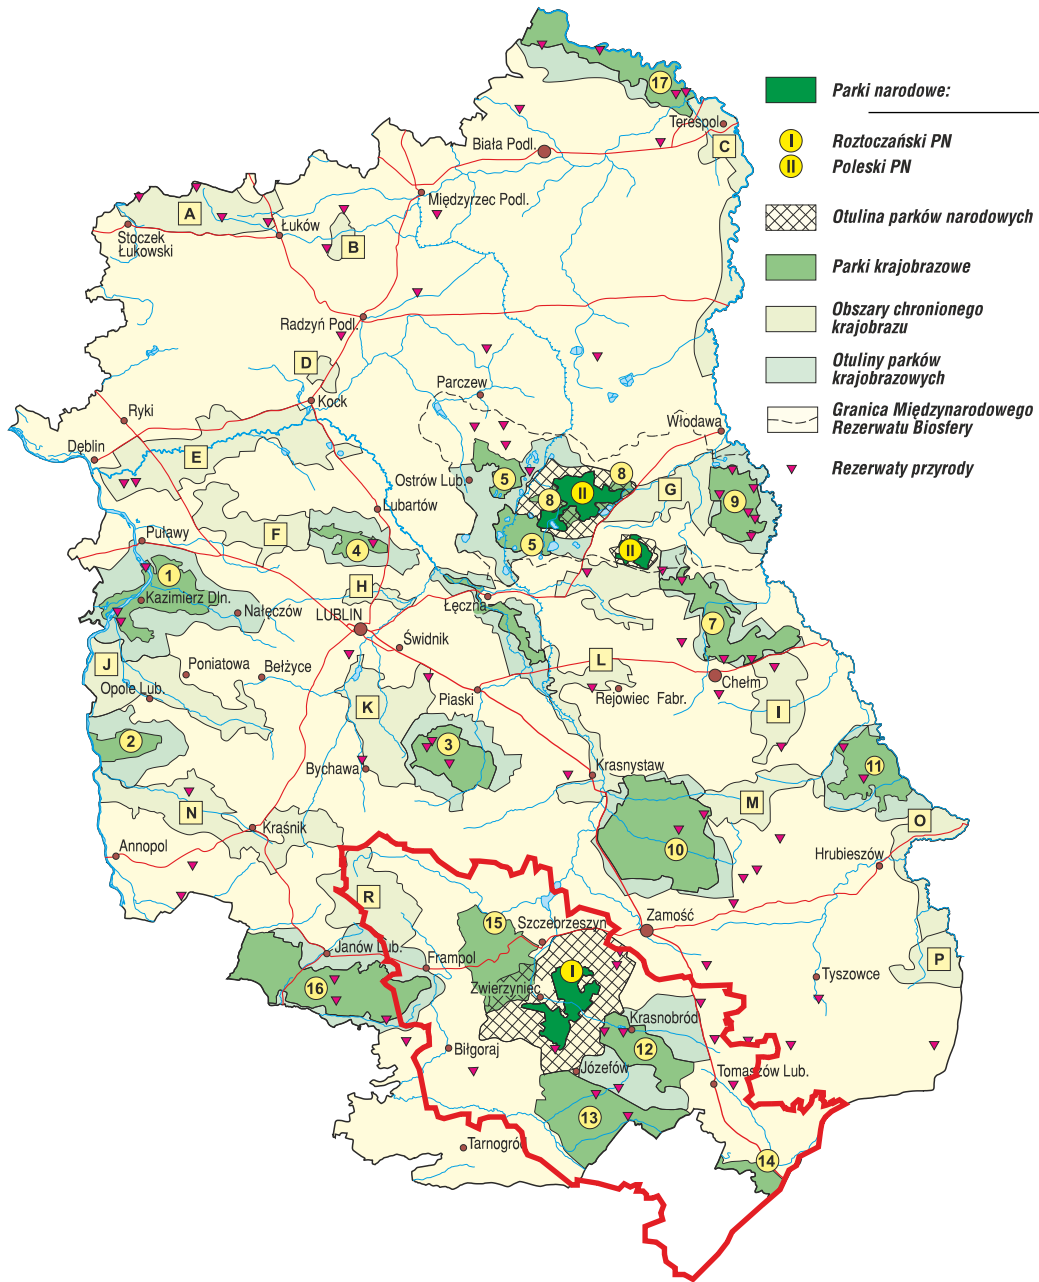 17
Parki narodowe:
Terespol
C
Biała Podl.
I
Roztoczański PN
II
Poleski PN
A
Międzyrzec Podl.
Otulina parków narodowych
Stoczek
Łukowski
Łuków
B
Parki krajobrazowe
Radzyń Podl.
Obszary chronionego
krajobrazu
D
Otuliny parków
krajobrazowych
Parczew
Kock
Ryki
Granica Międzynarodowego
Rezerwatu Biosfery
Włodawa
Dęblin
E
Rezerwaty przyrody
Ostrów Lub.
5
8
II
8
G
9
Lubartów
Puławy
F
4
5
II
1
H
Kazimierz Dln.
Nałęczów
Łęczna
LUBLIN
7
Świdnik
J
Poniatowa
Bełżyce
L
Chełm
Opole Lub.
Piaski
Rejowiec Fabr.
K
I
2
3
Bychawa
Krasnystaw
11
N
M
O
Kraśnik
Annopol
10
Hrubieszów
R
15
Szczebrzeszyn
Zamość
Janów Lub.
Frampol
P
I
Tyszowce
16
Zwierzyniec
Krasnobród
Biłgoraj
12
Józefów
Tomaszów Lub.
13
Tarnogród
14